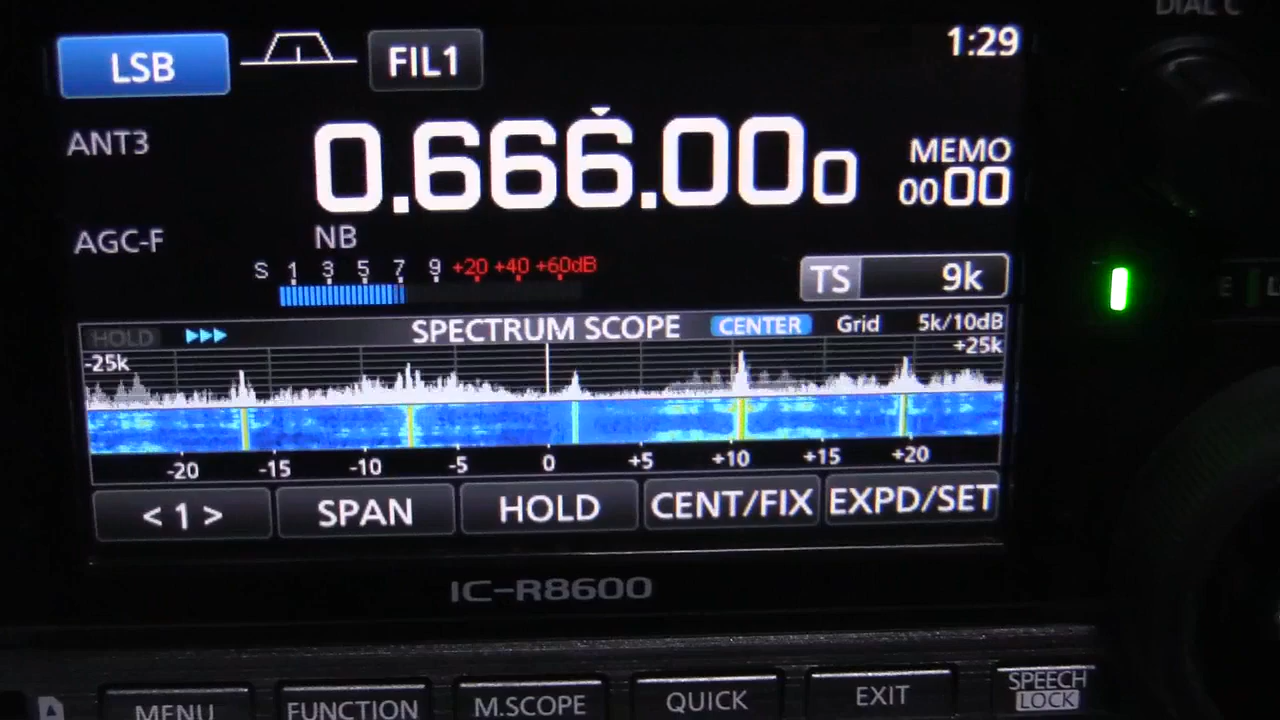 DIAL C
LSB FIL1 1:29
ANT3 0.666.000 MEMO
0000
AGC-F NB
S 1 3 5 7 9 +20 +40 +60dB
TS 9k
HOLD SPECTRUM SCOPE CENTER Grid 5k/10dB
-25k +25k
-20 -15 -10 -5 0 +5 +10 +15 +20
< 1 > SPAN HOLD CENT/FIX EXPD/SET
IC-R8600
MENU FUNCTION M.SCOPE QUICK EXIT SPEECH
LOCK